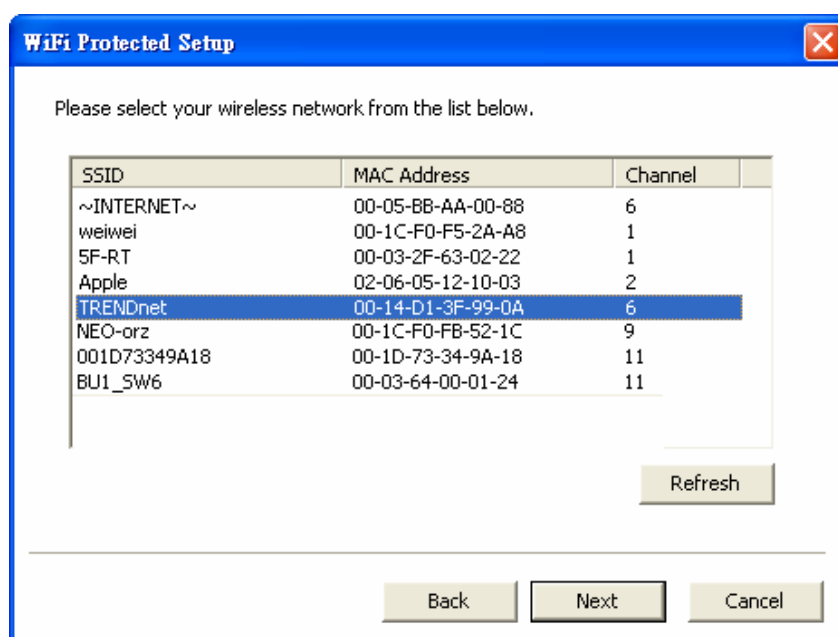 WiFi Protected Setup
Please select your wireless network from the list below.
SSID MAC Address Channel
~INTERNET~ 00-05-BB-AA-00-88 6
weiwei 00-1C-F0-F5-2A-A8 1
5F-RT 00-03-2F-63-02-22 1
Apple 02-06-05-12-10-03 2
TRENDnet 00-14-D1-3F-99-0A 6
NEO-orz 00-1C-F0-FB-52-1C 9
001D73349A18 00-1D-73-34-9A-18 11
BU1_SW6 00-03-64-00-01-24 11
Refresh
Back Next Cancel